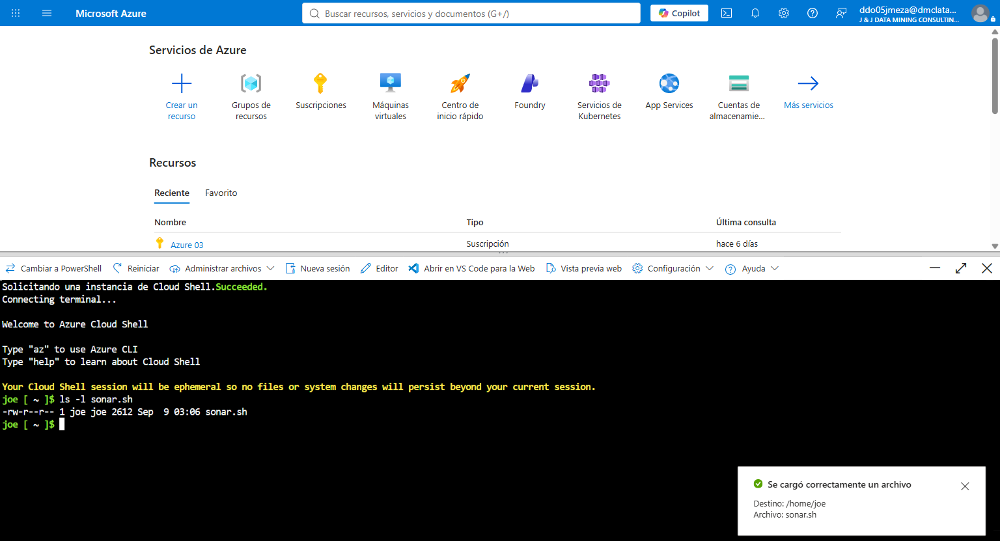 Microsoft Azure
Buscar recursos, servicios y documentos (G+/)
Copilot
ddo05jmeza@dmclata...
J & J DATA MINING CONSULTIN...
Servicios de Azure
Crear un recurso
Grupos de recursos
Suscripciones
Máquinas virtuales
Centro de inicio rápido
Foundry
Servicios de Kubernetes
App Services
Cuentas de almacenamie...
Más servicios
Recursos
Reciente Favorito
Nombre Tipo Última consulta
Azure 03 Suscripción hace 6 días
Cambiar a PowerShell Reiniciar Administrar archivos Nueva sesión Editor Abrir en VS Code para la Web Vista previa web Configuración Ayuda
Solicitando una instancia de Cloud Shell.Succeeded.
Connecting terminal...
Welcome to Azure Cloud Shell
Type "az" to use Azure CLI
Type "help" to learn about Cloud Shell
Your Cloud Shell session will be ephemeral so no files or system changes will persist beyond your current session.
joe [ ~ ]$ ls -l sonar.sh
-rw-r--r-- 1 joe joe 2612 Sep  9 03:06 sonar.sh
joe [ ~ ]$
Se cargó correctamente un archivo
Destino: /home/joe
Archivo: sonar.sh